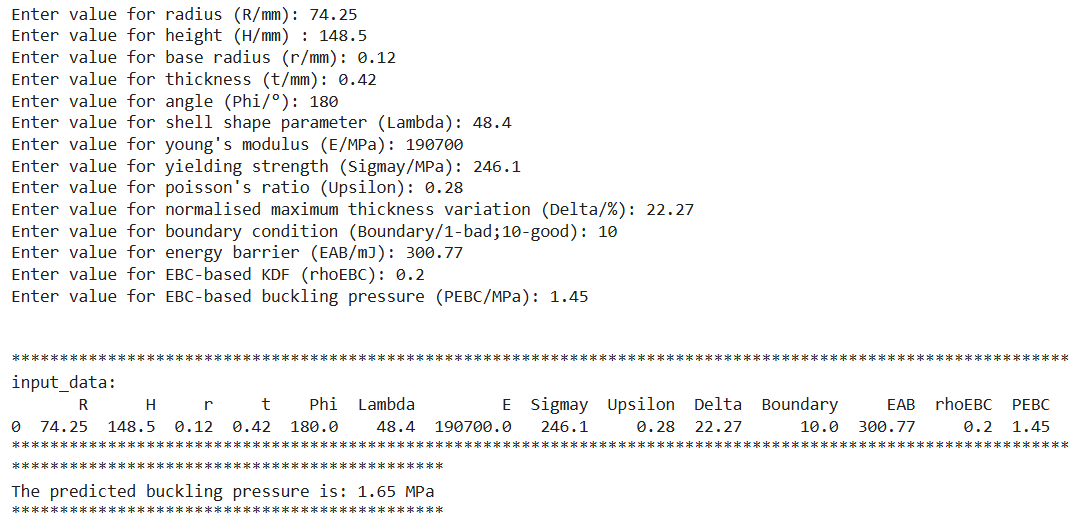 Enter value for radius (R/mm): 74.25
Enter value for height (H/mm) : 148.5
Enter value for base radius (r/mm): 0.12
Enter value for thickness (t/mm): 0.42
Enter value for angle (Phi/°): 180
Enter value for shell shape parameter (Lambda): 48.4
Enter value for young's modulus (E/MPa): 190700
Enter value for yielding strength (Sigmay/MPa): 246.1
Enter value for poisson's ratio (Upsilon): 0.28
Enter value for normalised maximum thickness variation (Delta/%): 22.27
Enter value for boundary condition (Boundary/1-bad;10-good): 10
Enter value for energy barrier (EAB/mJ): 300.77
Enter value for EBC-based KDF (rhoEBC): 0.2
Enter value for EBC-based buckling pressure (PEBC/MPa): 1.45
**************************************************************************************************************
input_data:
R H r t Phi Lambda E Sigmay Upsilon Delta Boundary EAB rhoEBC PEBC
0 74.25 148.5 0.12 0.42 180.0 48.4 190700.0 246.1 0.28 22.27 10.0 300.77 0.2 1.45
**************************************************************************************************************
*********************************************
The predicted buckling pressure is: 1.65 MPa
*********************************************